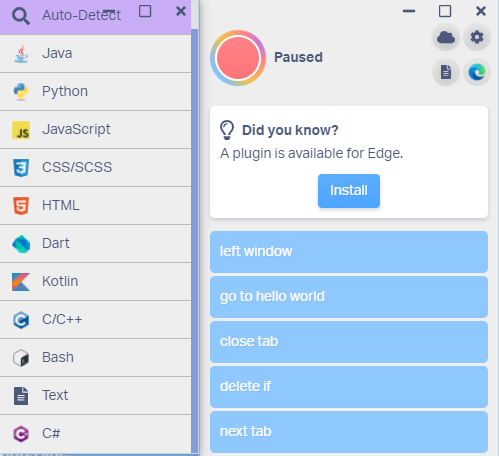 Auto-Detect
Java
Python
JS JavaScript
CSS/SCSS
HTML
Dart
Kotlin
C/C++
Bash
Text
C#
Paused
Did you know?
A plugin is available for Edge.
Install
left window
go to hello world
close tab
delete if
next tab